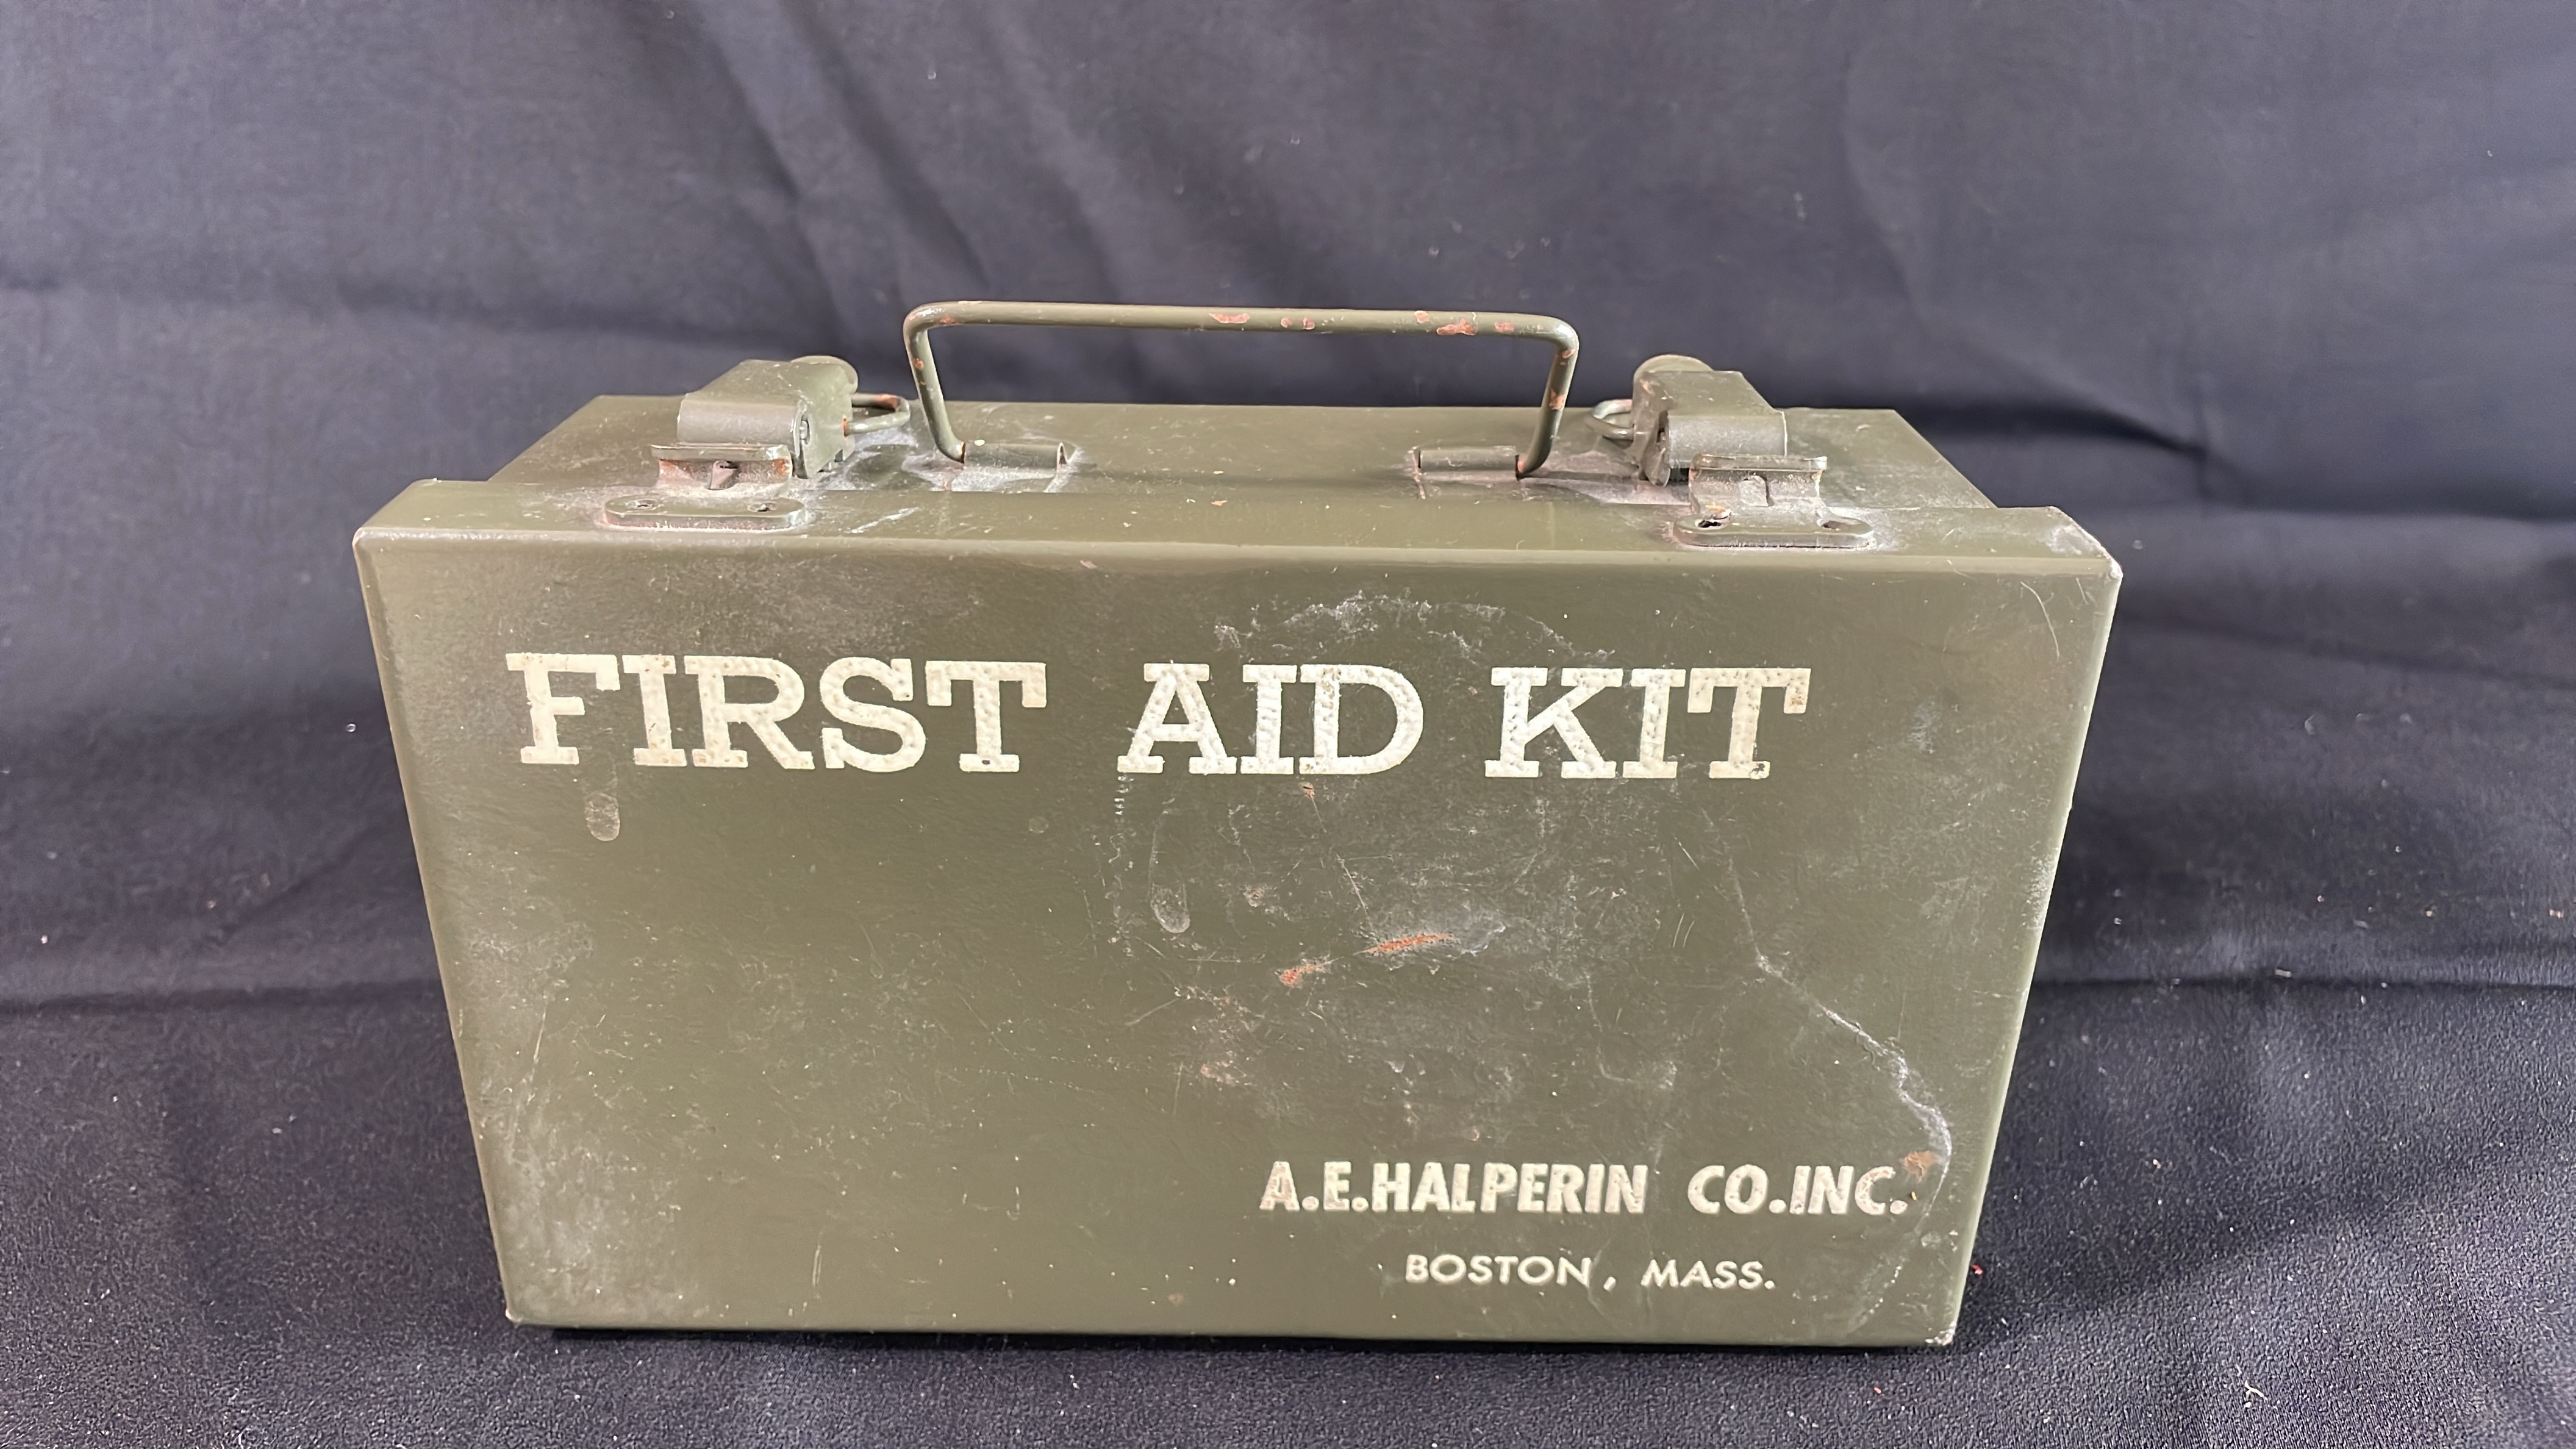 FIRST AID KIT
A.E.HALPERIN CO.INC.
BOSTON, MASS.